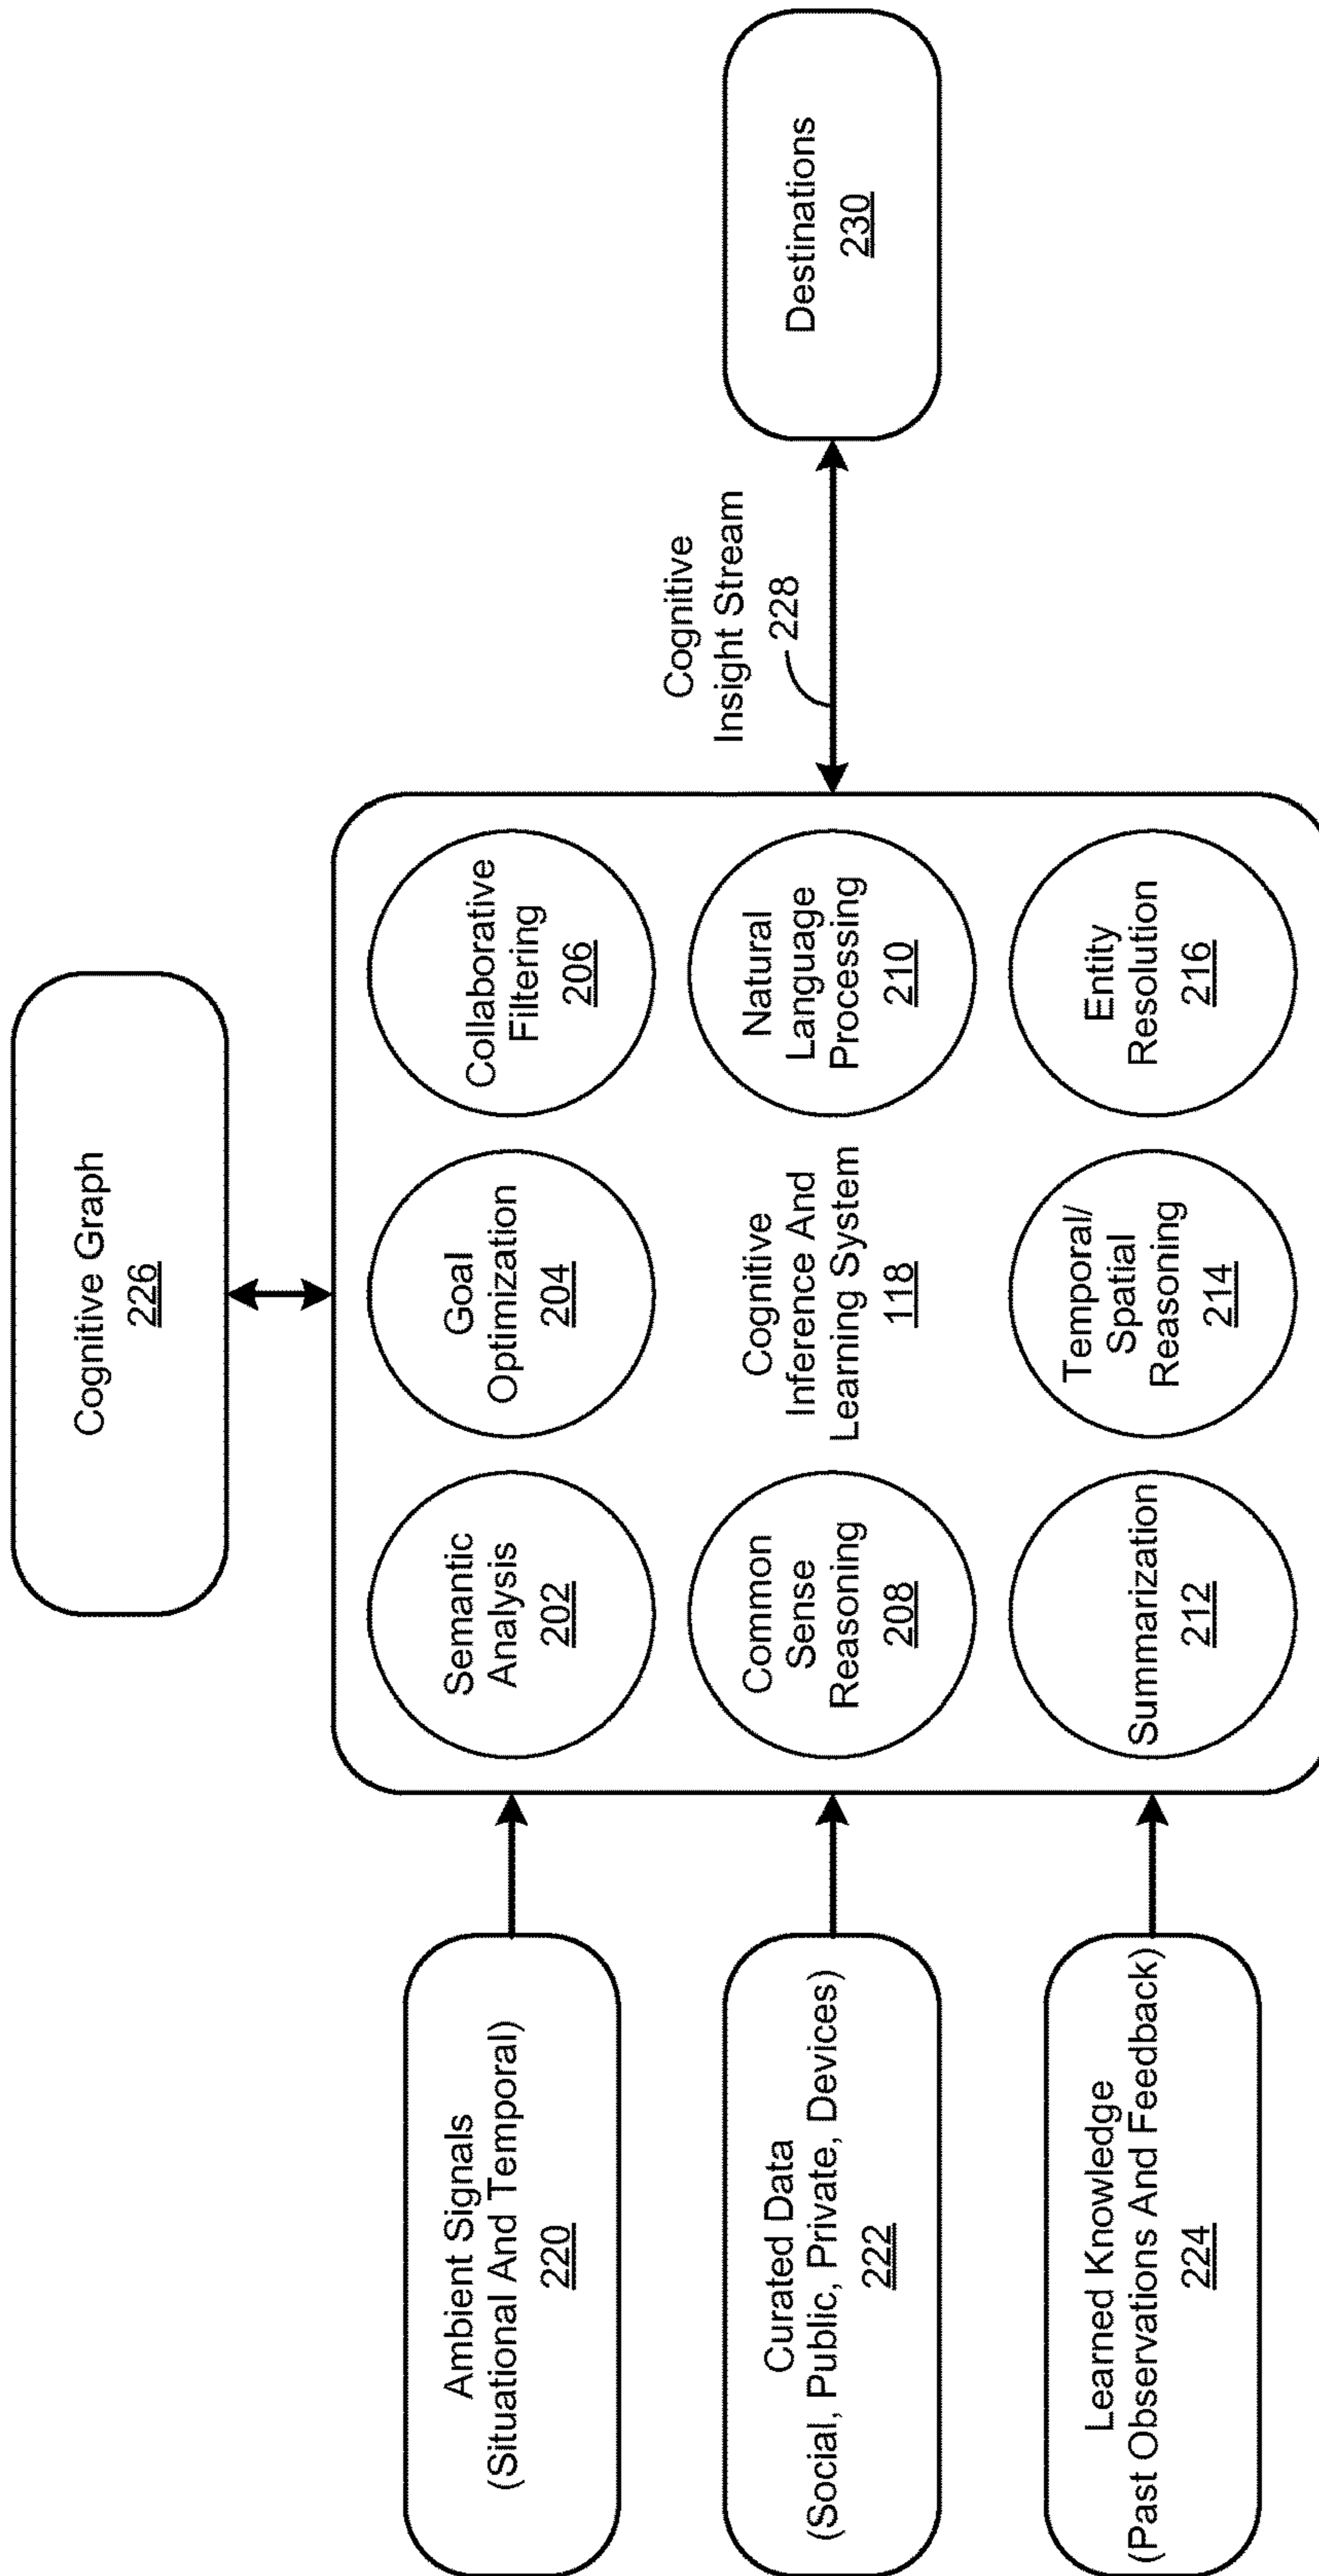 Cognitive Graph
226
Ambient Signals
(Situational And Temporal)
220
Curated Data
(Social, Public, Private, Devices)
222
Learned Knowledge
(Past Observations And Feedback)
224
Semantic
Analysis
202
Goal
Optimization
204
Collaborative
Filtering
206
Common
Sense
Reasoning
208
Cognitive
Inference And
Learning System
118
Natural
Language
Processing
210
Summarization
212
Temporal/
Spatial
Reasoning
214
Entity
Resolution
216
Cognitive
Insight Stream
228
Destinations
230